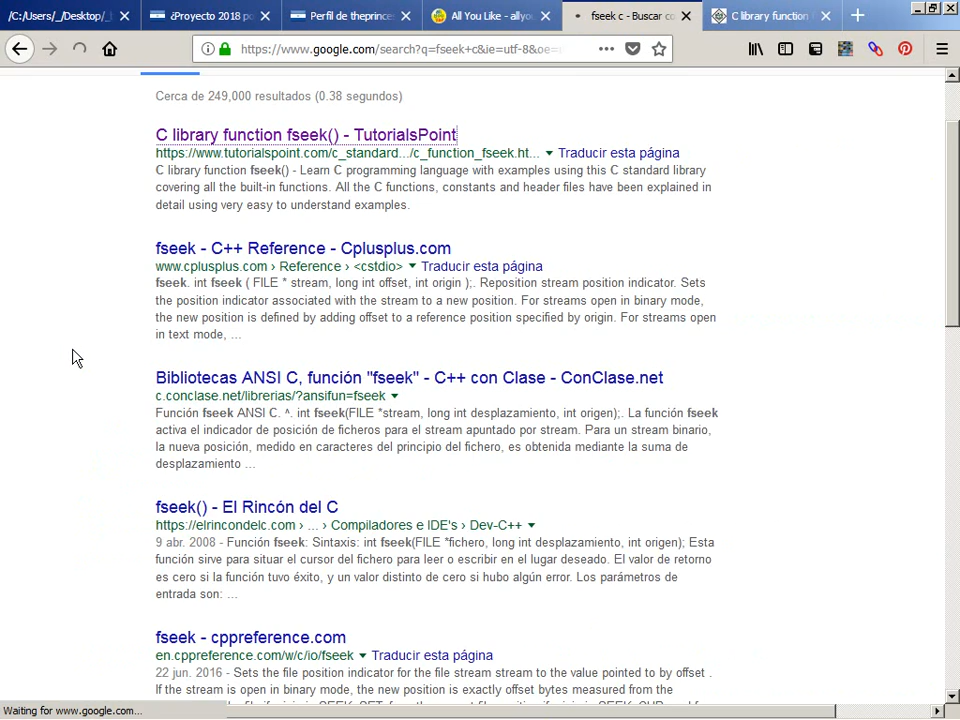 /C:/Users/_/Desktop/_
¿Proyecto 2018 po
Perfil de theprinces
All You Like - allyo
fseek c - Buscar co
C library function f
https://www.google.com/search?q=fseek+c&ie=utf-8&oe=
Cerca de 249,000 resultados (0.38 segundos)
C library function fseek() - TutorialsPoint
https://www.tutorialspoint.com/c_standard.../c_function_fseek.ht... Traducir esta página
C library function fseek() - Learn C programming language with examples using this C standard library
covering all the built-in functions. All the C functions, constants and header files have been explained in
detail using very easy to understand examples.
fseek - C++ Reference - Cplusplus.com
www.cplusplus.com › Reference › <cstdio> Traducir esta página
fseek. int fseek ( FILE * stream, long int offset, int origin );. Reposition stream position indicator. Sets
the position indicator associated with the stream to a new position. For streams open in binary mode,
the new position is defined by adding offset to a reference position specified by origin. For streams open
in text mode, ...
Bibliotecas ANSI C, función "fseek" - C++ con Clase - ConClase.net
c.conclase.net/librerias/?ansifun=fseek
Función fseek ANSI C. ^. int fseek(FILE *stream, long int desplazamiento, int origen);. La función fseek
activa el indicador de posición de ficheros para el stream apuntado por stream. Para un stream binario,
la nueva posición, medido en caracteres del principio del fichero, es obtenida mediante la suma de
desplazamiento ...
fseek() - El Rincón del C
https://elrincondelc.com › ... › Compiladores e IDE's › Dev-C++
9 abr. 2008 - Función fseek: Sintaxis: int fseek(FILE *fichero, long int desplazamiento, int origen); Esta
función sirve para situar el cursor del fichero para leer o escribir en el lugar deseado. El valor de retorno
es cero si la función tuvo éxito, y un valor distinto de cero si hubo algún error. Los parámetros de
entrada son: ...
fseek - cppreference.com
en.cppreference.com/w/c/io/fseek Traducir esta página
22 jun. 2016 - Sets the file position indicator for the file stream stream to the value pointed to by offset .
If the stream is open in binary mode, the new position is exactly offset bytes measured from the
Waiting for www.google.com...